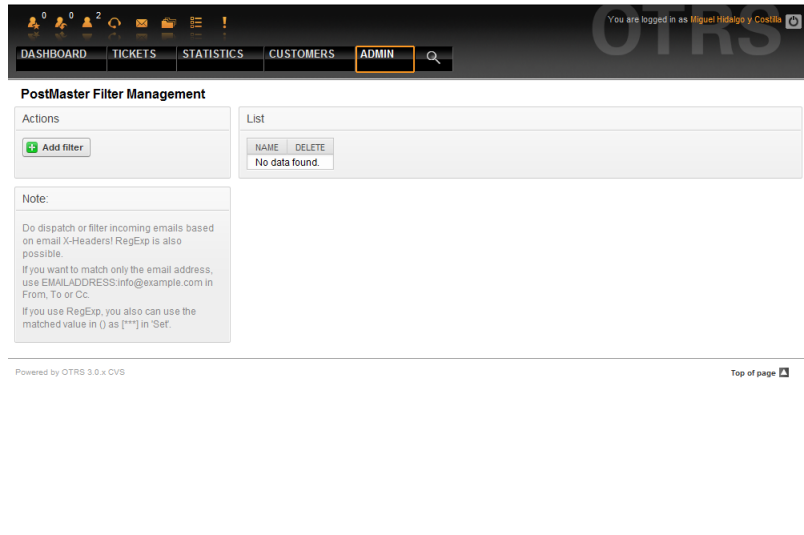 0 0 2
You are logged in as Miguel Hidalgo y Costilla
OTRS
DASHBOARD TICKETS STATISTICS CUSTOMERS ADMIN
PostMaster Filter Management
Actions
Add filter
List
NAME DELETE
No data found.
Note:
Do dispatch or filter incoming emails based
on email X-Headers! RegExp is also
possible.
If you want to match only the email address,
use EMAILADDRESS:info@example.com in
From, To or Cc.
If you use RegExp, you also can use the
matched value in () as [***] in 'Set'.
Powered by OTRS 3.0.x CVS
Top of page